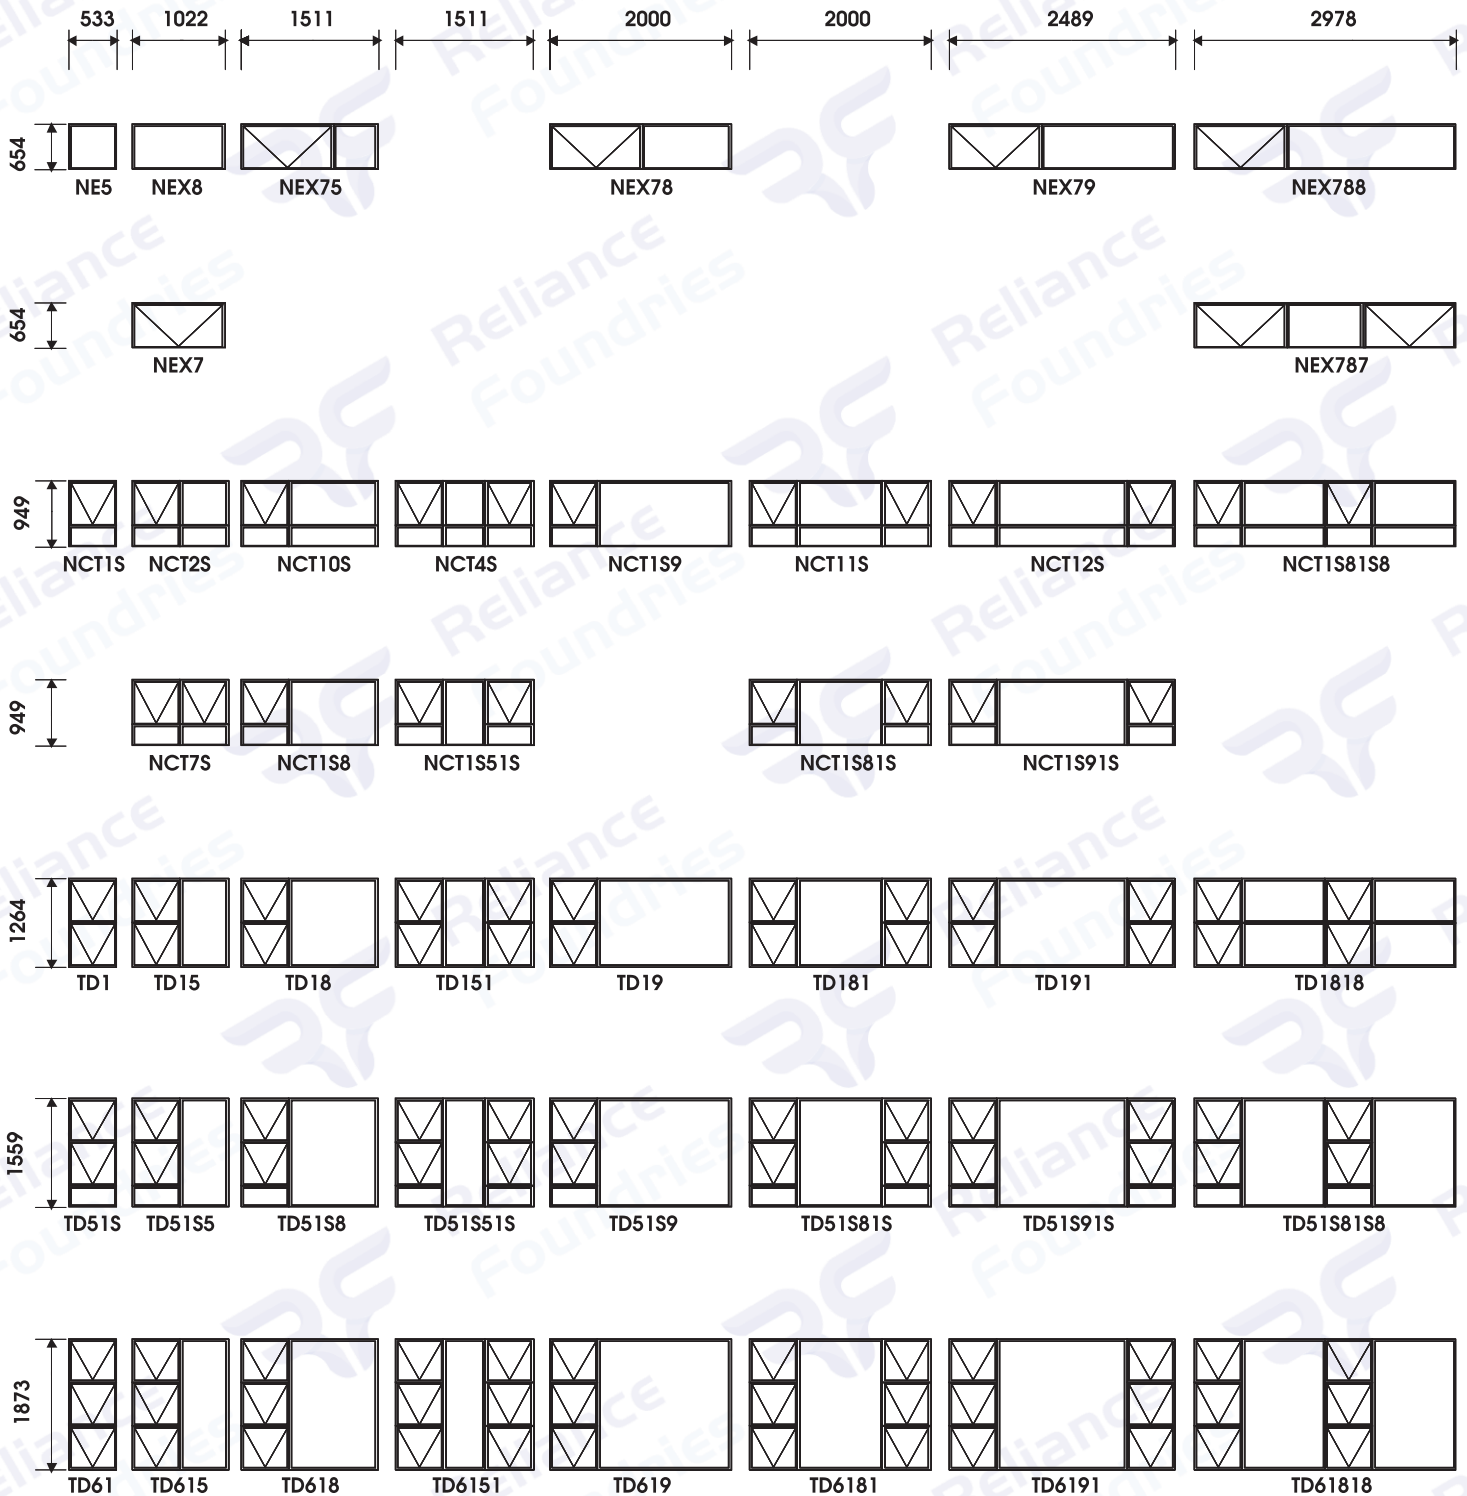 533 1022 1511 1511 2000 2000 2489 2978
654
NE5 NEX8 NEX75 NEX78 NEX79 NEX788
654
NEX7 NEX787
949
NCT1S NCT2S NCT10S NCT4S NCT1S9 NCT11S NCT12S NCT1S81S8
949
NCT7S NCT1S8 NCT1S51S NCT1S81S NCT1S91S
1264
TD1 TD15 TD18 TD151 TD19 TD181 TD191 TD1818
1559
TD51S TD51S5 TD51S8 TD51S51S TD51S9 TD51S81S TD51S91S TD51S81S8
1873
TD61 TD615 TD618 TD6151 TD619 TD6181 TD6191 TD61818
Reliance
Foundries